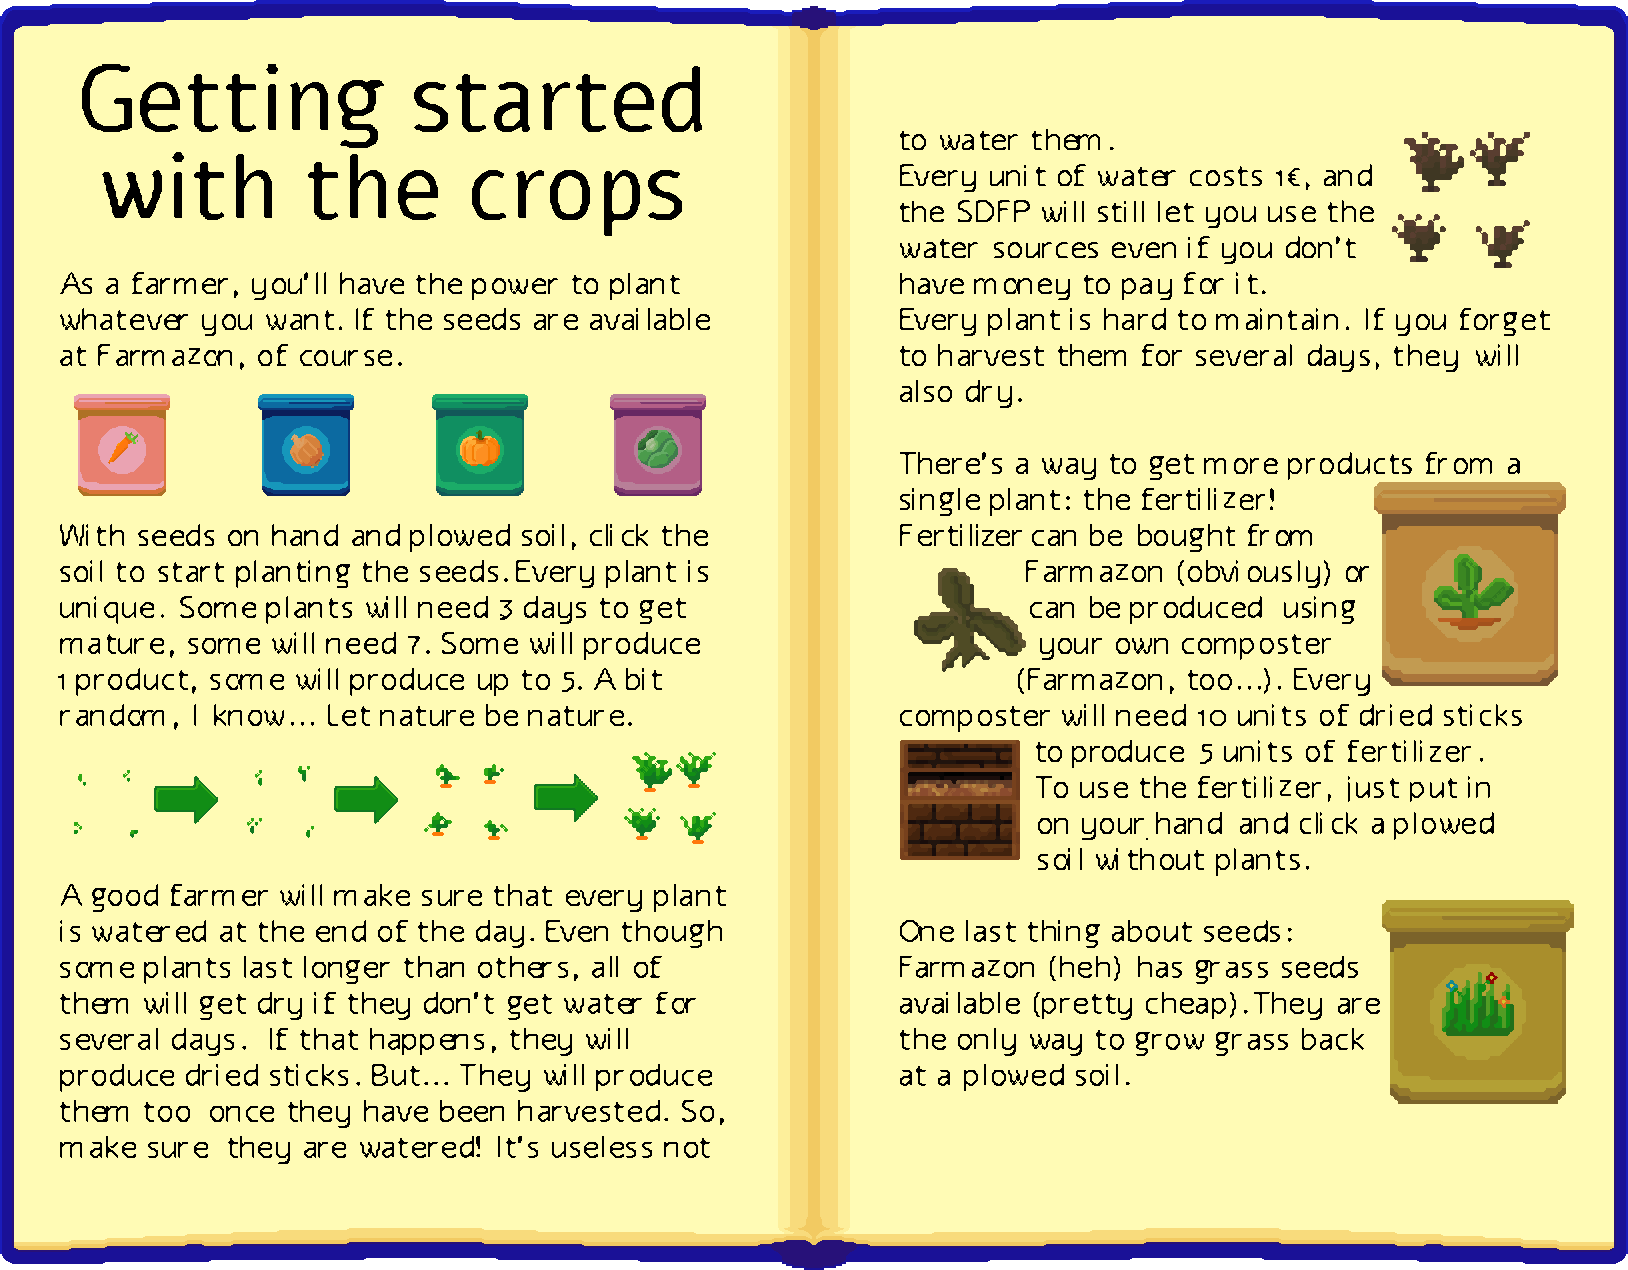 Getting started
with the crops
As a farmer, you'll have the power to plant
whatever you want. If the seeds are available
at Farmazon, of course.
With seeds on hand and plowed soil, click the
soil to start planting the seeds. Every plant is
unique. Some plants will need 3 days to get
mature, some will need 7. Some will produce
1 product, some will produce up to 5. A bit
random, I know... Let nature be nature.
A good farmer will make sure that every plant
is watered at the end of the day. Even though
some plants last longer than others, all of
them will get dry if they don't get water for
several days. If that happens, they will
produce dried sticks. But... They will produce
them too once they have been harvested. So,
make sure they are watered! It's useless not
to water them.
Every unit of water costs 1€, and
the SDFP will still let you use the
water sources even if you don't
have money to pay for it.
Every plant is hard to maintain. If you forget
to harvest them for several days, they will
also dry.
There's a way to get more products from a
single plant: the fertilizer!
Fertilizer can be bought from
Farmazon (obviously) or
can be produced using
your own composter
(Farmazon, too...). Every
composter will need 10 units of dried sticks
to produce 5 units of fertilizer.
To use the fertilizer, just put in
on your hand and click a plowed
soil without plants.
One last thing about seeds:
Farmazon (heh) has grass seeds
available (pretty cheap). They are
the only way to grow grass back
at a plowed soil.